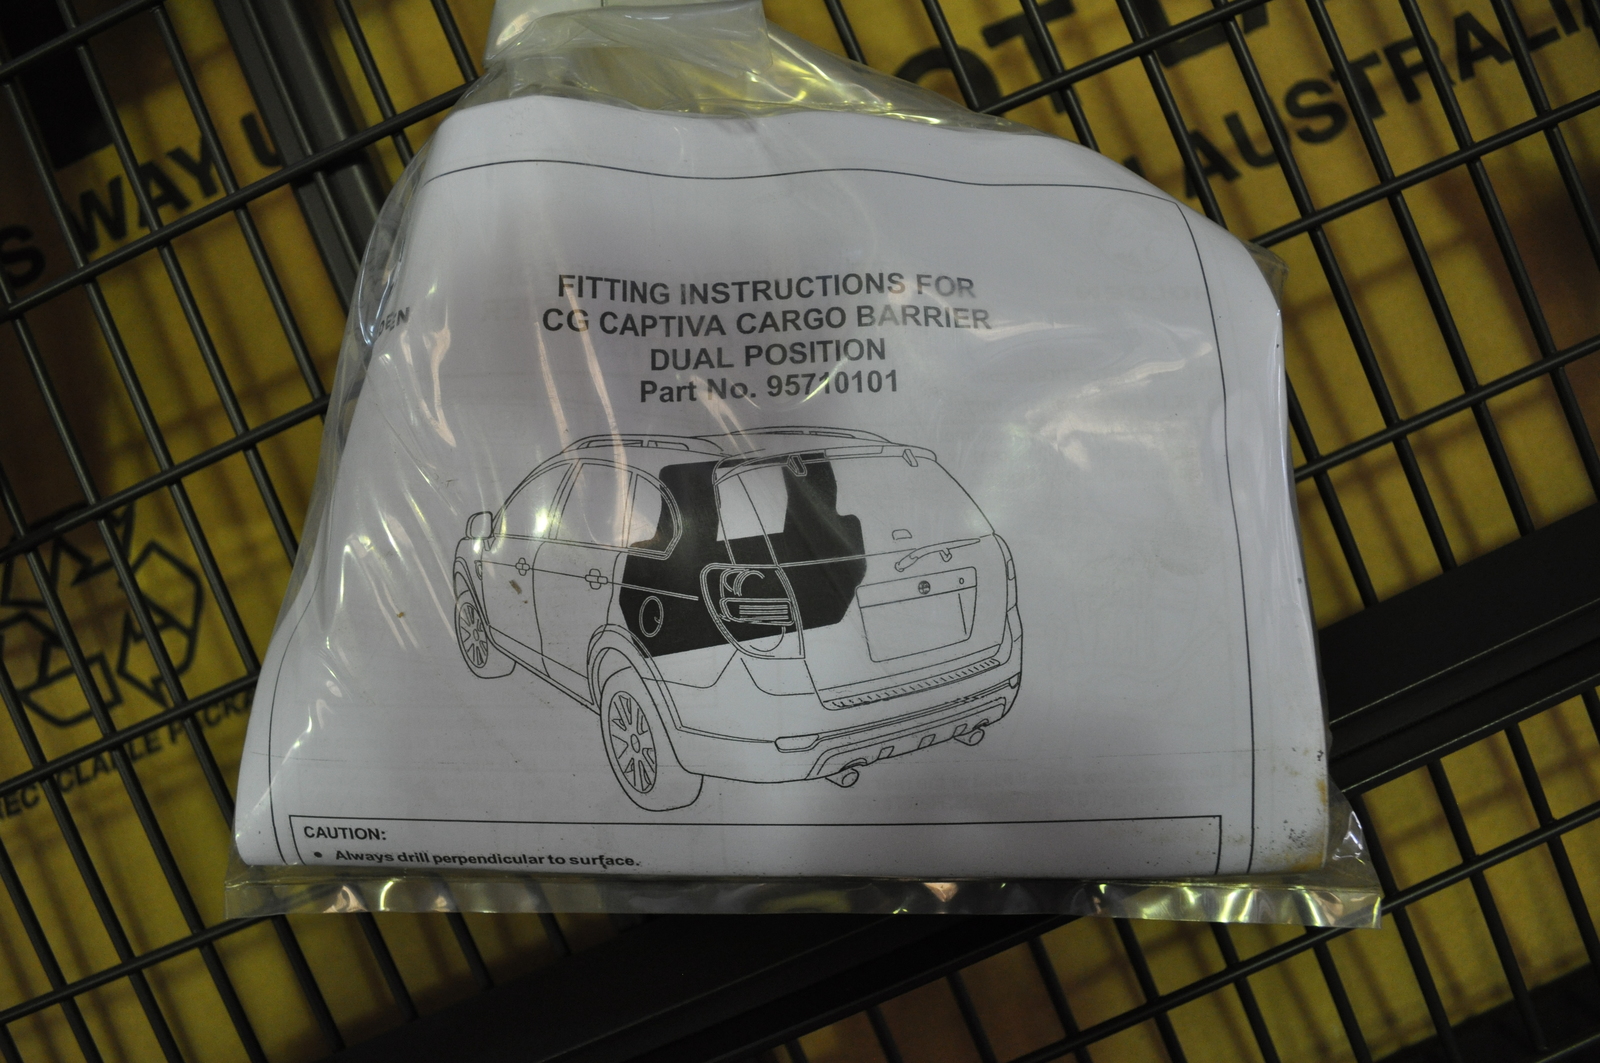 FITTING INSTRUCTIONS FOR
CG CAPTIVA CARGO BARRIER
DUAL POSITION
Part No. 95710101
CAUTION:
• Always drill perpendicular to surface.
WAY
AUSTRALI